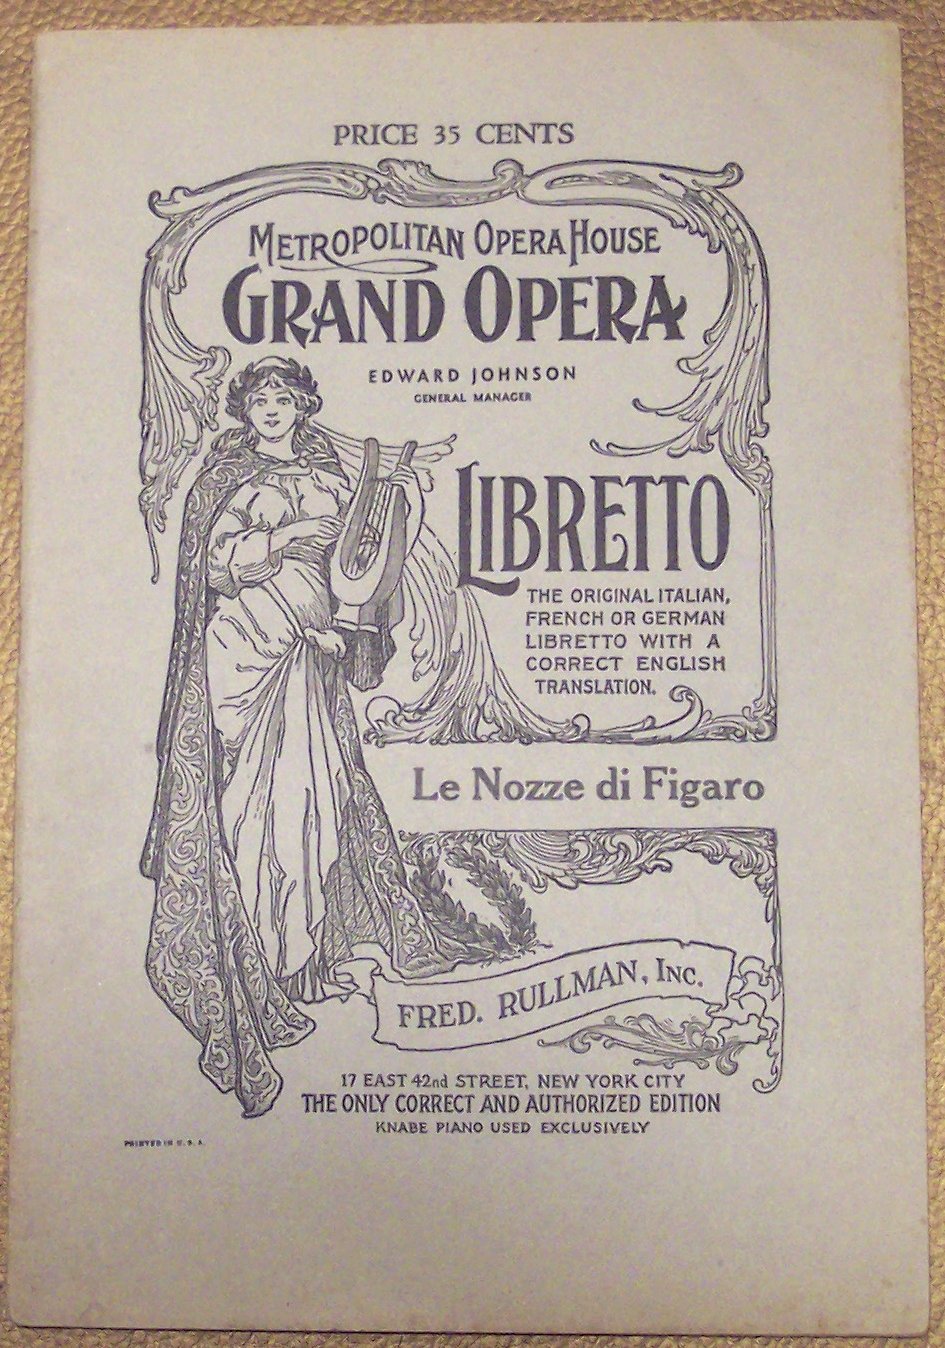 PRICE 35 CENTS
METROPOLITAN OPERA HOUSE
GRAND OPERA
EDWARD JOHNSON
GENERAL MANAGER
LIBRETTO
THE ORIGINAL ITALIAN,
FRENCH OR GERMAN
LIBRETTO WITH A
CORRECT ENGLISH
TRANSLATION.
Le Nozze di Figaro
FRED. RULLMAN, INC.
17 EAST 42nd STREET, NEW YORK CITY
THE ONLY CORRECT AND AUTHORIZED EDITION
KNABE PIANO USED EXCLUSIVELY
PRINTED IN U. S. A.